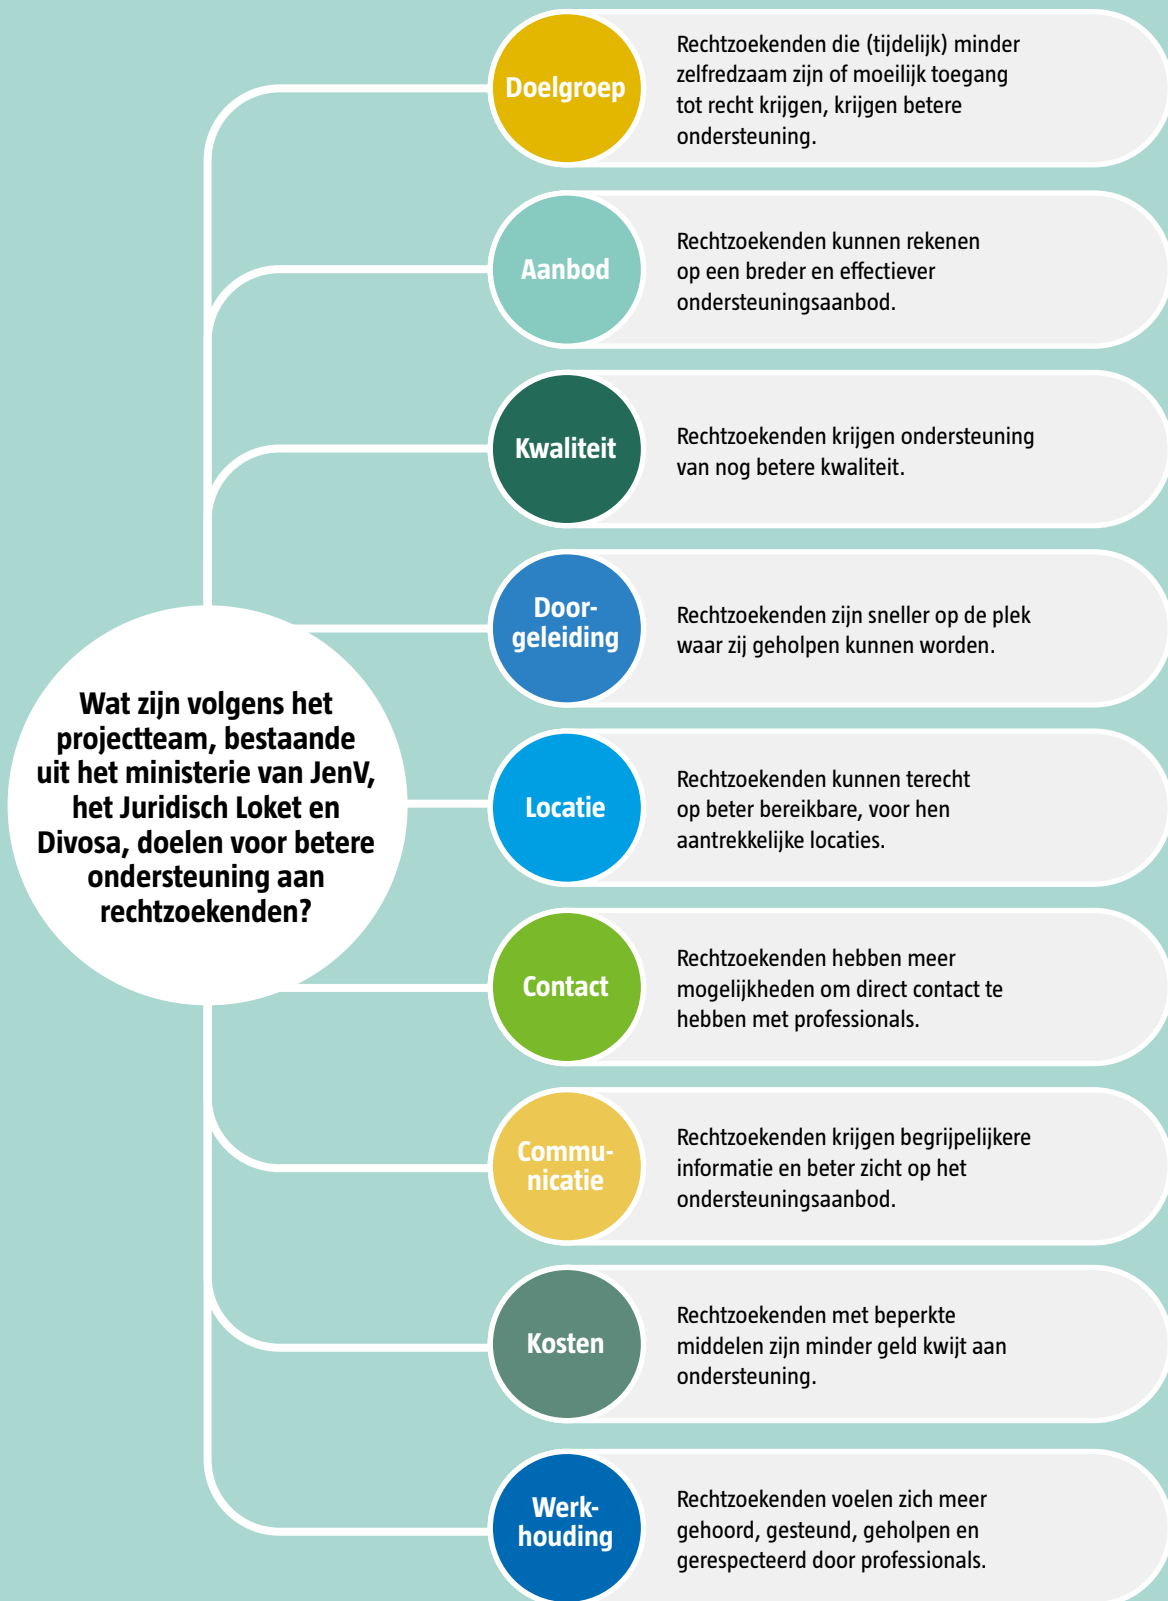 Doelgroep
Rechtzoekenden die (tijdelijk) minder
zelfredzaam zijn of moeilijk toegang
tot recht krijgen, krijgen betere
ondersteuning.
Aanbod
Rechtzoekenden kunnen rekenen
op een breder en effectiever
ondersteuningsaanbod.
Kwaliteit
Rechtzoekenden krijgen ondersteuning
van nog betere kwaliteit.
Door-
geleiding
Rechtzoekenden zijn sneller op de plek
waar zij geholpen kunnen worden.
Wat zijn volgens het
projectteam, bestaande
uit het ministerie van JenV,
het Juridisch Loket en
Divosa, doelen voor betere
ondersteuning aan
rechtzoekenden?
Locatie
Rechtzoekenden kunnen terecht
op beter bereikbare, voor hen
aantrekkelijke locaties.
Contact
Rechtzoekenden hebben meer
mogelijkheden om direct contact te
hebben met professionals.
Commu-
nicatie
Rechtzoekenden krijgen begrijpelijkere
informatie en beter zicht op het
ondersteuningsaanbod.
Kosten
Rechtzoekenden met beperkte
middelen zijn minder geld kwijt aan
ondersteuning.
Werk-
houding
Rechtzoekenden voelen zich meer
gehoord, gesteund, geholpen en
gerespecteerd door professionals.